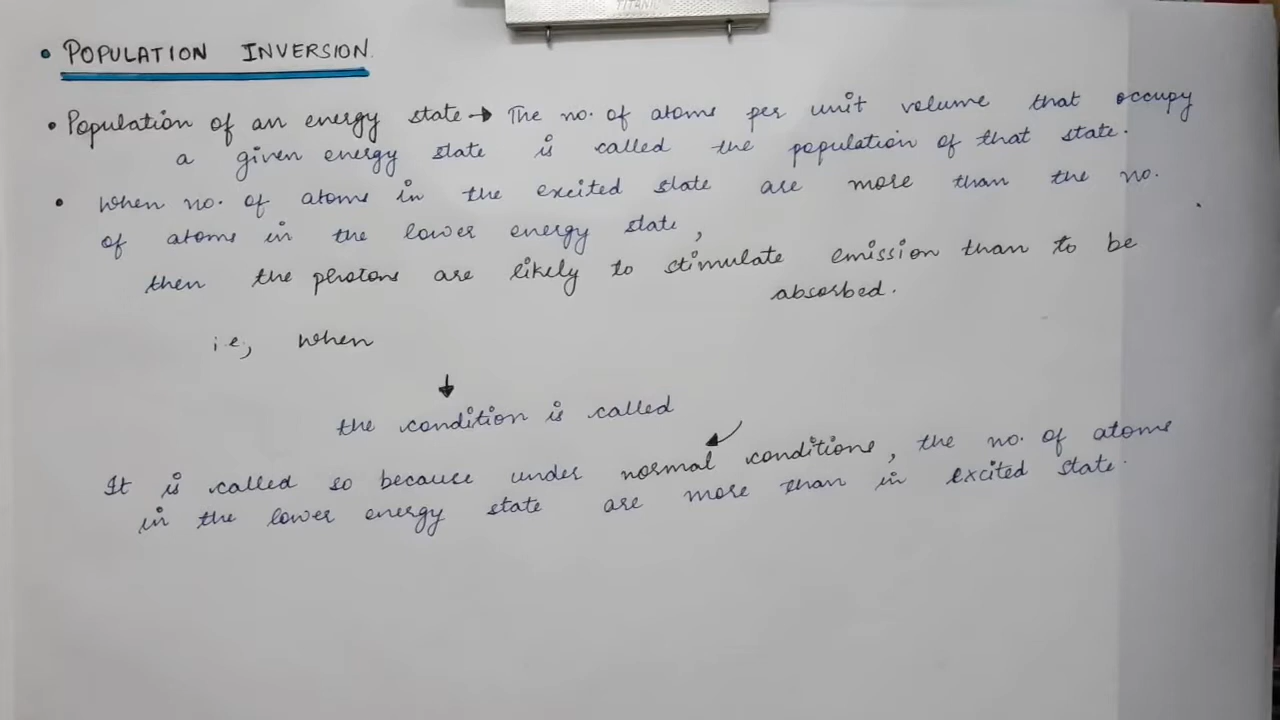 TITAN
• POPULATION INVERSION.
• Population of an energy state → The no. of atoms per unit volume that occupy
a given energy state is called the population of that state.
• When no. of atoms in the excited state are more than the no.
of atoms in the lower energy state,
then the photons are likely to stimulate emission than to be
absorbed.
i.e, when
↓
the condition is called
It is called so because under normal conditions, the no. of atoms
in the lower energy state are more than in excited state.